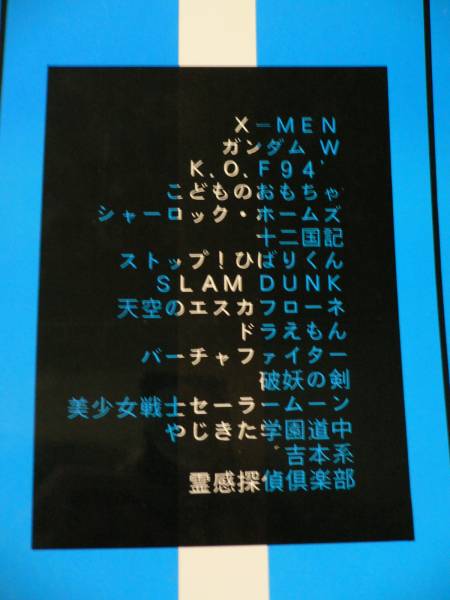 X-MEN
ガンダムW
K.O.F94'
こどものおもちゃ
シャーロック・ホームズ
十二国記
ストップ!ひばりくん
SLAM DUNK
天空のエスカフローネ
ドラえもん
バーチャファイター
破妖の剣
美少女戦士セーラームーン
やじきた学園道中
吉本系
霊感探偵倶楽部